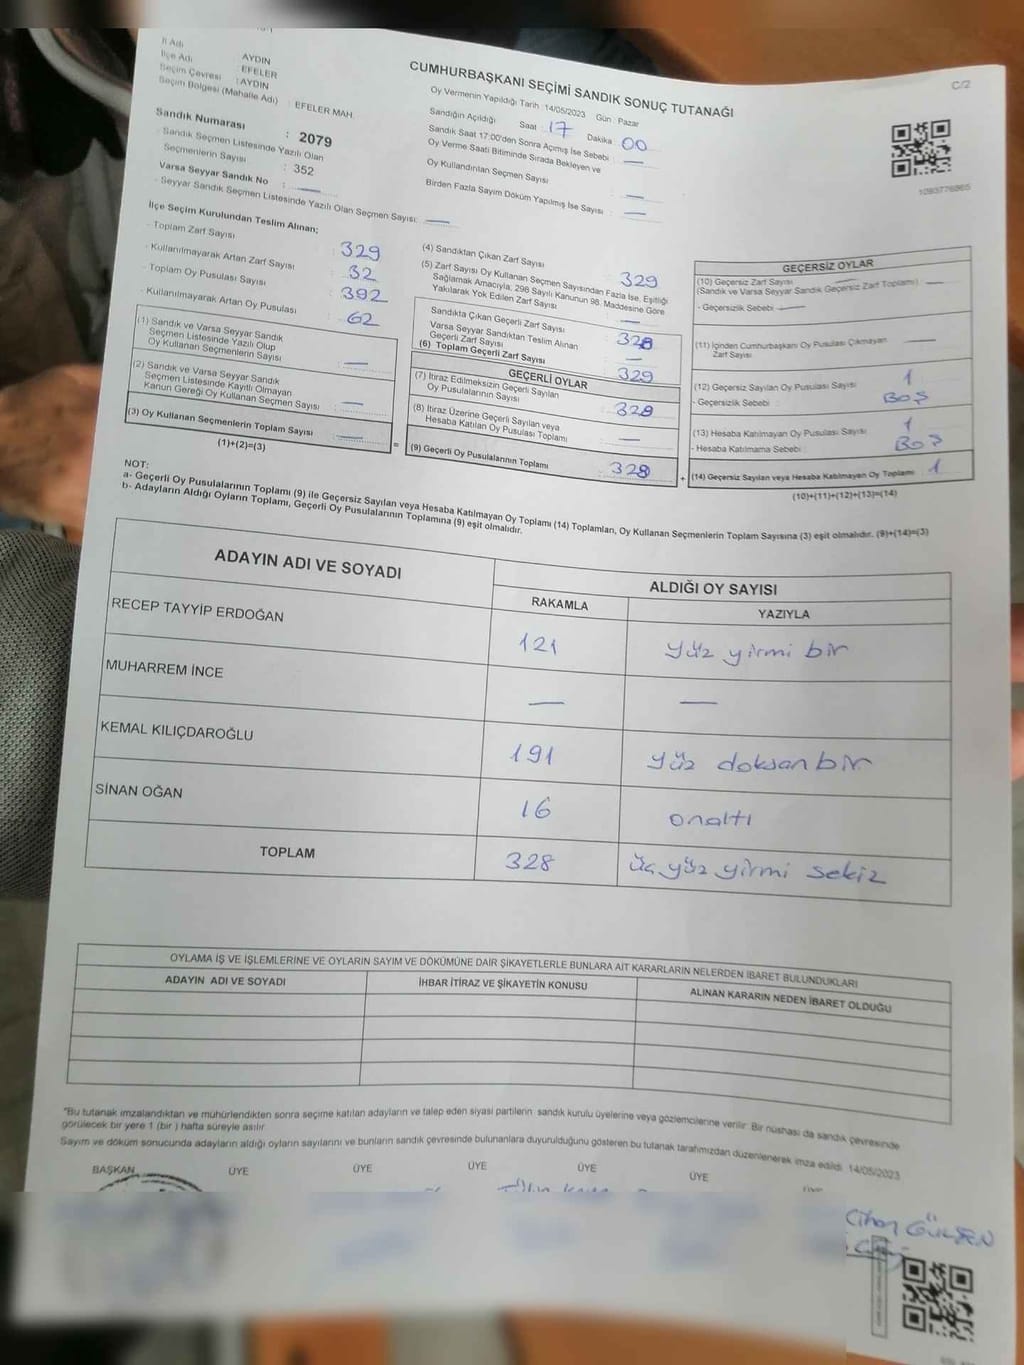 İl Adı
İlçe Adı : AYDIN
Seçim Çevresi : EFELER
Seçim Bölgesi (Mahalle Adı) : AYDIN
: EFELER MAH.
C/2
CUMHURBAŞKANI SEÇİMİ SANDIK SONUÇ TUTANAĞI
Oy Vermenin Yapıldığı Tarih 14/05/2023 Gün : Pazar
Sandığın Açıldığı Saat : 17 Dakika 00
Sandık Saat 17:00'den Sonra Açımış İse Sebebi : —
Oy Verme Saati Bitiminde Sırada Bekleyen ve
Oy Kullandırılan Seçmen Sayısı : —
Birden Fazla Sayım Döküm Yapılmış İse Sayısı : —
1093776865
Sandık Numarası : 2079
- Sandık Seçmen Listesinde Yazılı Olan
Seçmenlerin Sayısı : 352
Varsa Seyyar Sandık No : —
- Seyyar Sandık Seçmen Listesinde Yazılı Olan Seçmen Sayısı: —
İlçe Seçim Kurulundan Teslim Alınan;
- Toplam Zarf Sayısı : 329
- Kullanılmayarak Artan Zarf Sayısı : 32
- Toplam Oy Pusulası Sayısı : 392
- Kullanılmayarak Artan Oy Pusulası : 62
(1) Sandık ve Varsa Seyyar Sandık
Seçmen Listesinde Yazılı Olup
Oy Kullanan Seçmenlerin Sayısı : —
(2) Sandık ve Varsa Seyyar Sandık
Seçmen Listesinde Kayıtlı Olmayan
Kanun Gereği Oy Kullanan Seçmen Sayısı : —
(3) Oy Kullanan Seçmenlerin Toplam Sayısı : —
(1)+(2)=(3)
=
(4) Sandıktan Çıkan Zarf Sayısı : 329
(5) Zarf Sayısı Oy Kullanan Seçmen Sayısından Fazla İse, Eşitliği
Sağlamak Amacıyla; 298 Sayılı Kanunun 98. Maddesine Göre
Yakılarak Yok Edilen Zarf Sayısı : —
Sandıkta Çıkan Geçerli Zarf Sayısı : 328
Varsa Seyyar Sandıktan Teslim Alınan
Geçerli Zarf Sayısı : —
(6) Toplam Geçerli Zarf Sayısı : 329
GEÇERLİ OYLAR
(7) İtiraz Edilmeksizin Geçerli Sayılan
Oy Pusulalarının Sayısı : 328
(8) İtiraz Üzerine Geçerli Sayılan veya
Hesaba Katılan Oy Pusulası Toplamı : —
(9) Geçerli Oy Pusulalarının Toplamı : 328
+
GEÇERSİZ OYLAR
(10) Geçersiz Zarf Sayısı : —
(Sandık ve Varsa Seyyar Sandık Geçersiz Zarf Toplamı) : —
- Geçersizlik Sebebi : —
(11) İçinden Cumhurbaşkanı Oy Pusulası Çıkmayan
Zarf Sayısı : —
(12) Geçersiz Sayılan Oy Pusulası Sayısı : 1
- Geçersizlik Sebebi : BOŞ
(13) Hesaba Katılmayan Oy Pusulası Sayısı : 1
- Hesaba Katılmama Sebebi : BOŞ
(14) Geçersiz Sayılan veya Hesaba Katılmayan Oy Toplamı : 1
(10)+(11)+(12)+(13)=(14)
NOT:
a- Geçerli Oy Pusulalarının Toplamı (9) ile Geçersiz Sayılan veya Hesaba Katılmayan Oy Toplamı (14) Toplamları, Oy Kullanan Seçmenlerin Toplam Sayısına (3) eşit olmalıdır. (9)+(14)=(3)
b- Adayların Aldığı Oyların Toplamı, Geçerli Oy Pusulalarının Toplamına (9) eşit olmalıdır.
ADAYIN ADI VE SOYADI
ALDIĞI OY SAYISI
RAKAMLA YAZIYLA
RECEP TAYYİP ERDOĞAN 121 yüz yirmi bir
MUHARREM İNCE — —
KEMAL KILIÇDAROĞLU 191 yüz doksan bir
SİNAN OĞAN 16 onaltı
TOPLAM 328 üç yüz yirmi sekiz
OYLAMA İŞ VE İŞLEMLERİNE VE OYLARIN SAYIM VE DÖKÜMÜNE DAİR ŞİKAYETLERLE BUNLARA AİT KARARLARIN NELERDEN İBARET BULUNDUKLARI
ADAYIN ADI VE SOYADI
İHBAR İTİRAZ VE ŞİKAYETİN KONUSU
ALINAN KARARIN NEDEN İBARET OLDUĞU
"Bu tutanak imzalandıktan ve mühürlendikten sonra seçime katılan adayların ve talep eden siyasi partilerin sandık kurulu üyelerine veya gözlemcilerine verilir. Bir nüshası da sandık çevresinde
görülecek bir yere 1 (bir ) hafta süreyle asılır.
Sayım ve döküm sonucunda adayların aldığı oyların sayılarını ve bunların sandık çevresinde bulunanlara duyurulduğunu gösteren bu tutanak tarafımızdan düzenlenerek imza edildi. 14/05/2023
BAŞKAN ÜYE ÜYE ÜYE ÜYE ÜYE
Cihan GÜLŞEN